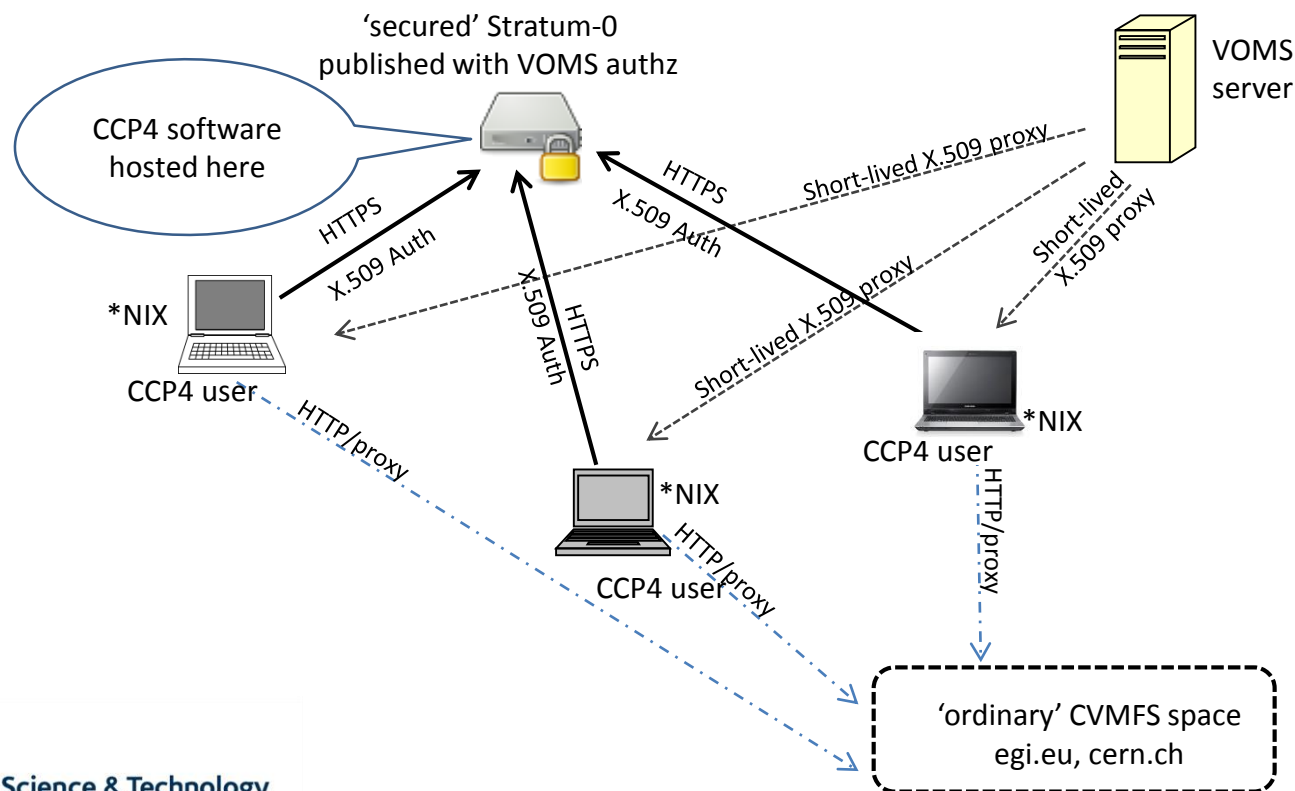 ‘secured’ Stratum-0
published with VOMS authz
VOMS
server
CCP4 software
hosted here
HTTPS
X.509 Auth
HTTPS
X.509 Auth
HTTPS
X.509 Auth
Short-lived X.509 proxy
Short-lived X.509 proxy
Short-lived
X.509 proxy
*NIX
CCP4 user
*NIX
CCP4 user
*NIX
CCP4 user
HTTP/proxy
HTTP/proxy
HTTP/proxy
‘ordinary’ CVMFS space
egi.eu, cern.ch
Science & Technology